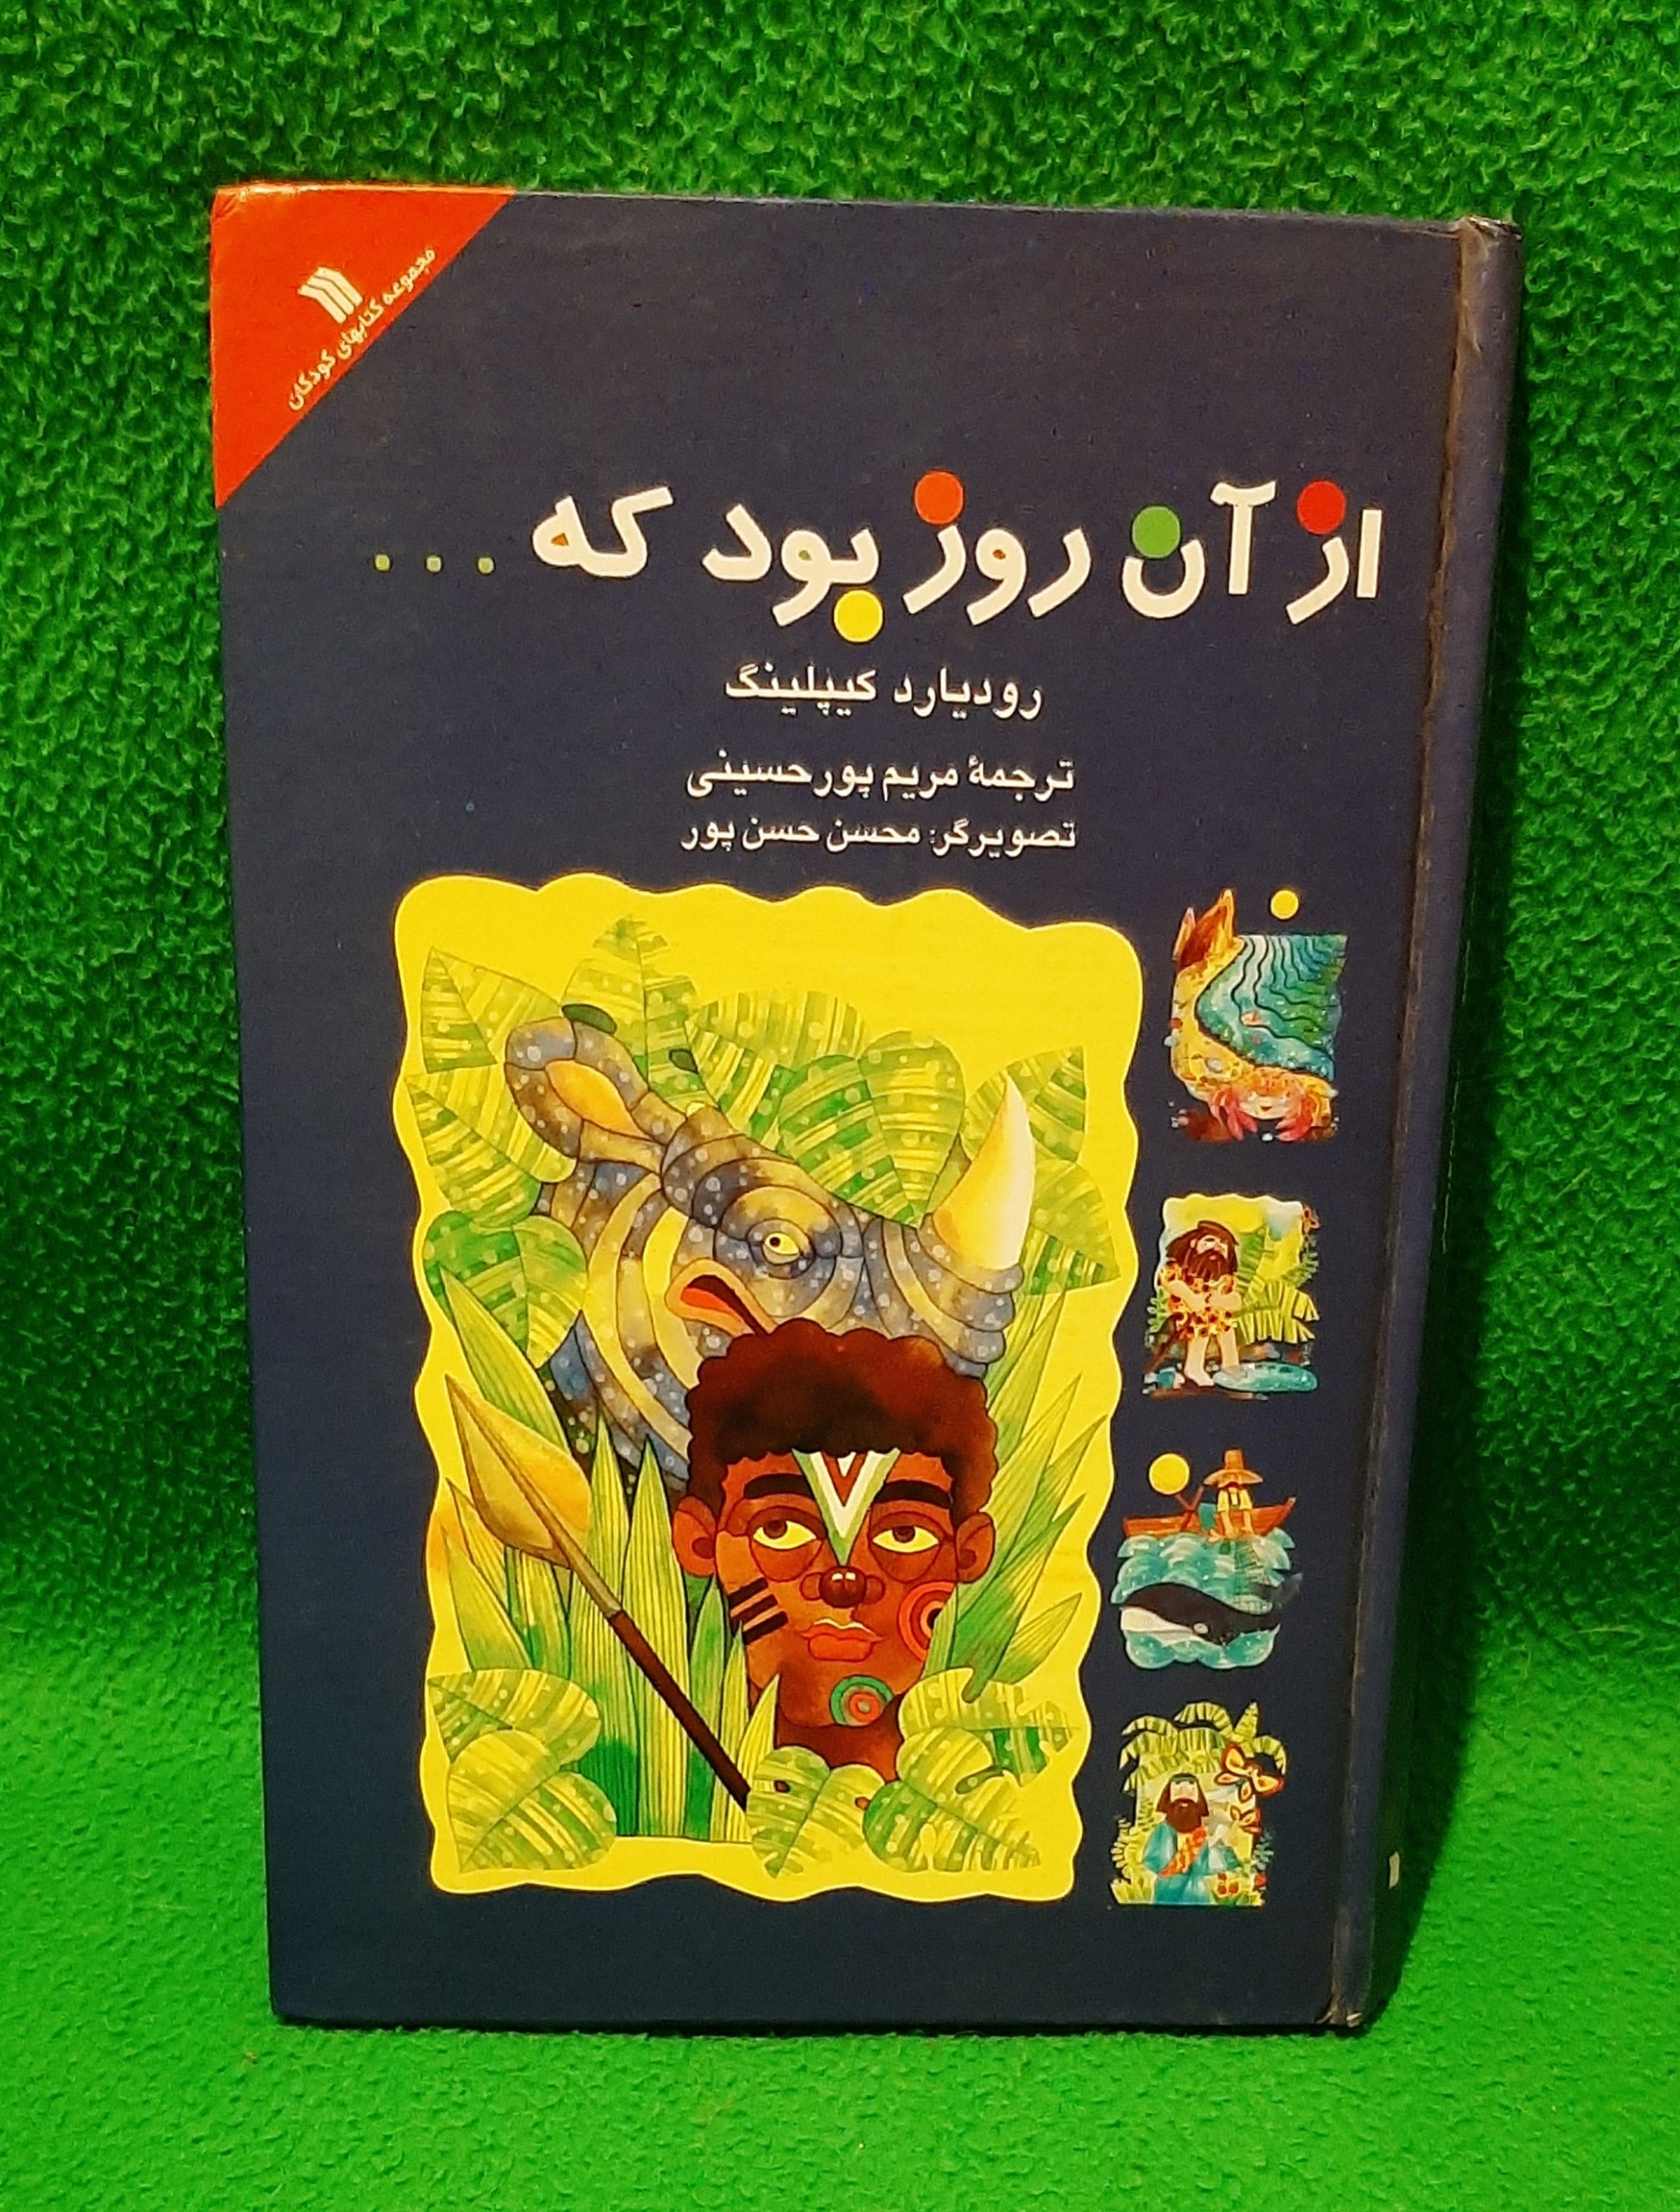 مجموعه کتابهای کودکان
از آن روز بود که ...
رودیارد کیپلینگ
ترجمهٔ مریم پورحسینی
تصویرگر: محسن حسن پور